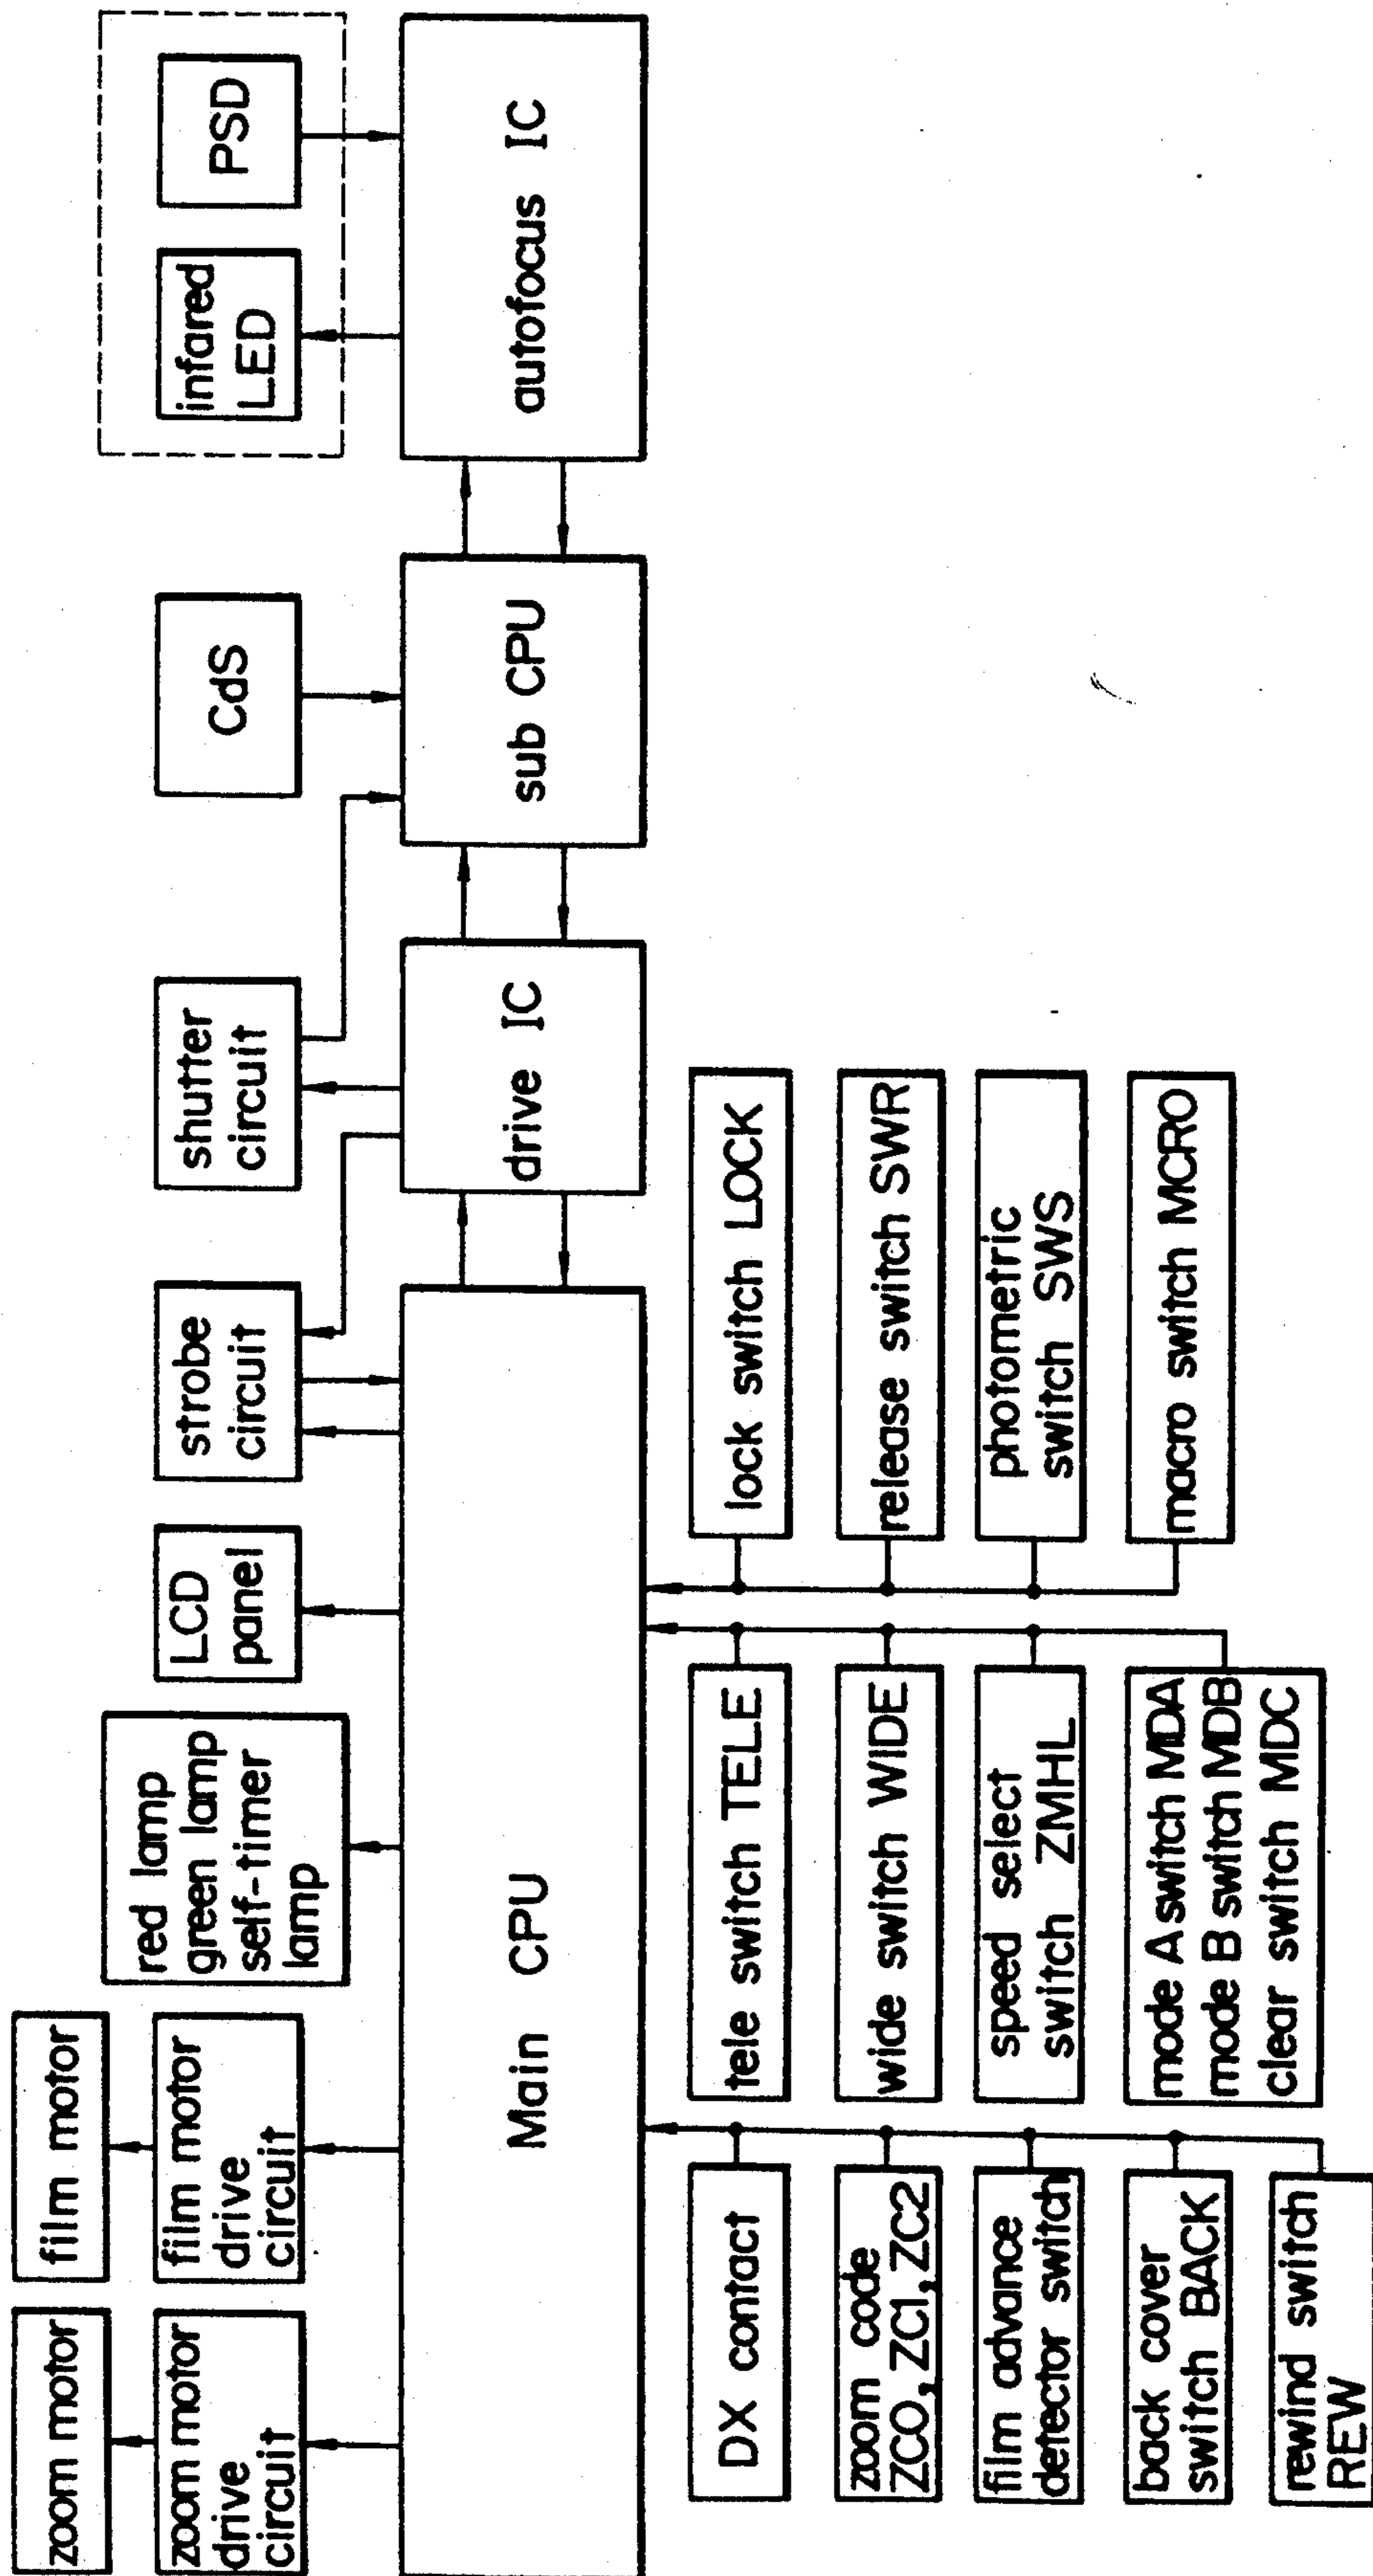 zoom motor
film motor
zoom motor
drive
circuit
film motor
drive
circuit
red lamp
green lamp
self-timer
lamp
LCD
panel
strobe
circuit
shutter
circuit
CdS
infared
LED
PSD
Main CPU
drive IC
sub CPU
autofocus IC
DX contact
tele switch TELE
lock switch LOCK
zoom code
ZC0, ZC1, ZC2
wide switch WIDE
release switch SWR
film advance
detector switch
speed select
switch ZMHL
photometric
switch SWS
back cover
switch BACK
mode A switch MDA
mode B switch MDB
clear switch MDC
macro switch MCRO
rewind switch
REW